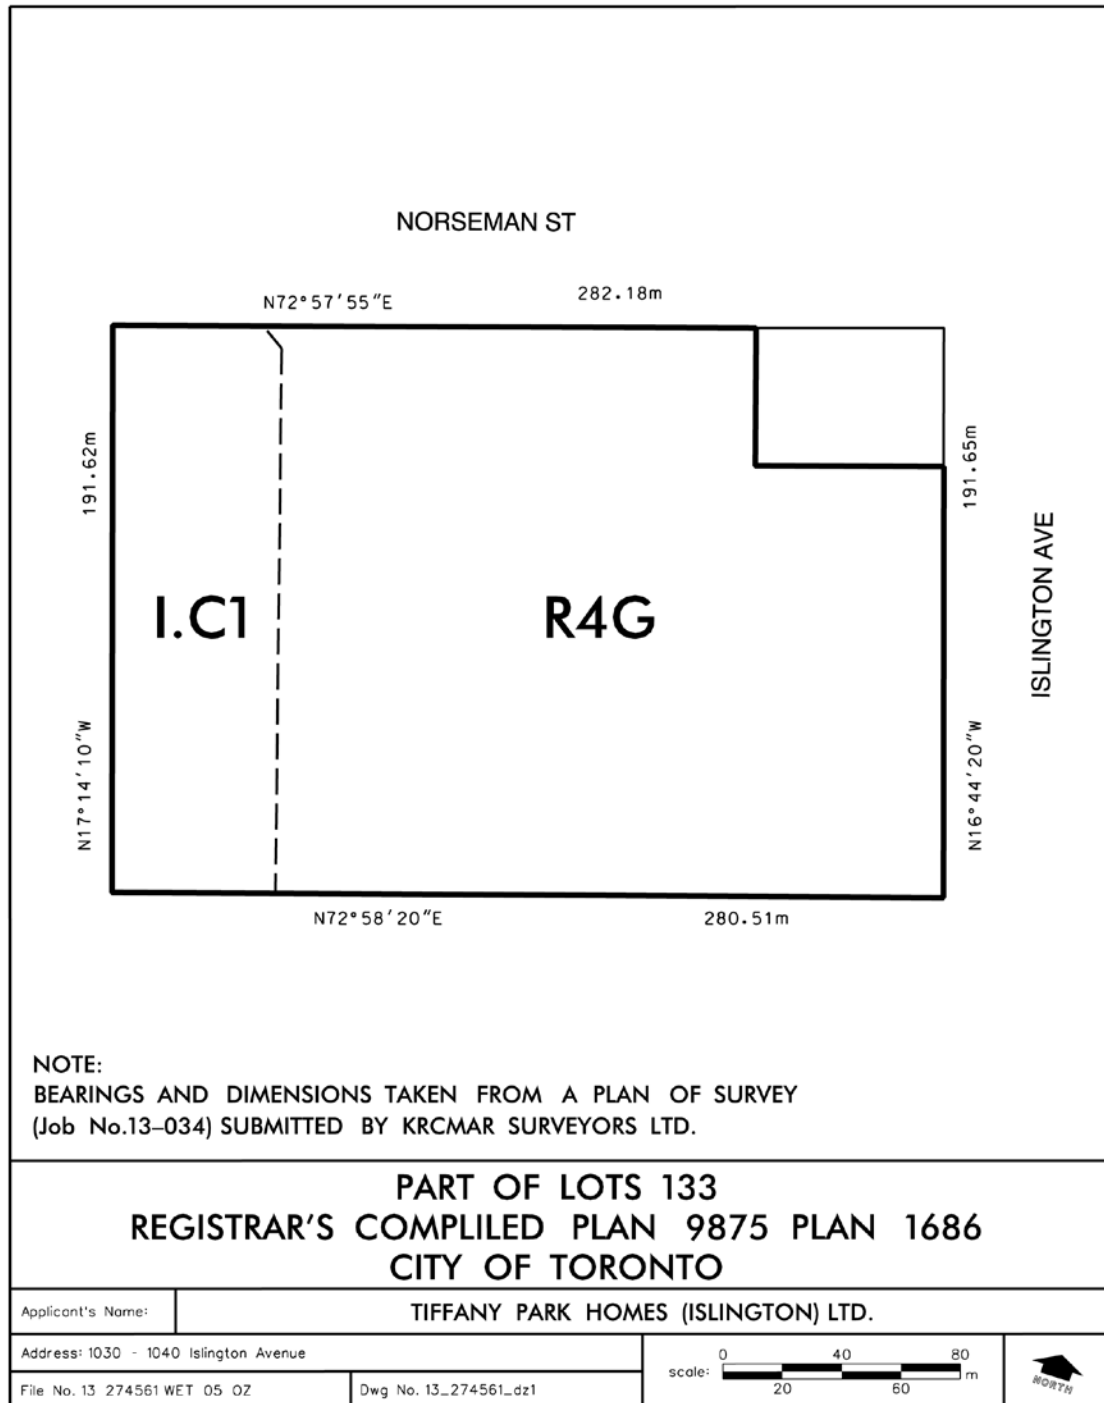 NORSEMAN ST
N72°57'55"E
282.18m
191.62m
191.65m
ISLINGTON AVE
I.C1
R4G
N17°14'10"W
N16°44'20"W
N72°58'20"E
280.51m
NOTE:
BEARINGS AND DIMENSIONS TAKEN FROM A PLAN OF SURVEY
(Job No.13–034) SUBMITTED BY KRCMAR SURVEYORS LTD.
PART OF LOTS 133
REGISTRAR'S COMPLILED PLAN 9875 PLAN 1686
CITY OF TORONTO
Applicant's Name:
TIFFANY PARK HOMES (ISLINGTON) LTD.
Address: 1030 - 1040 Islington Avenue
File No. 13 274561 WET 05 OZ
Dwg No. 13_274561_dz1
scale:
0 40 80
m
20 60
NORTH